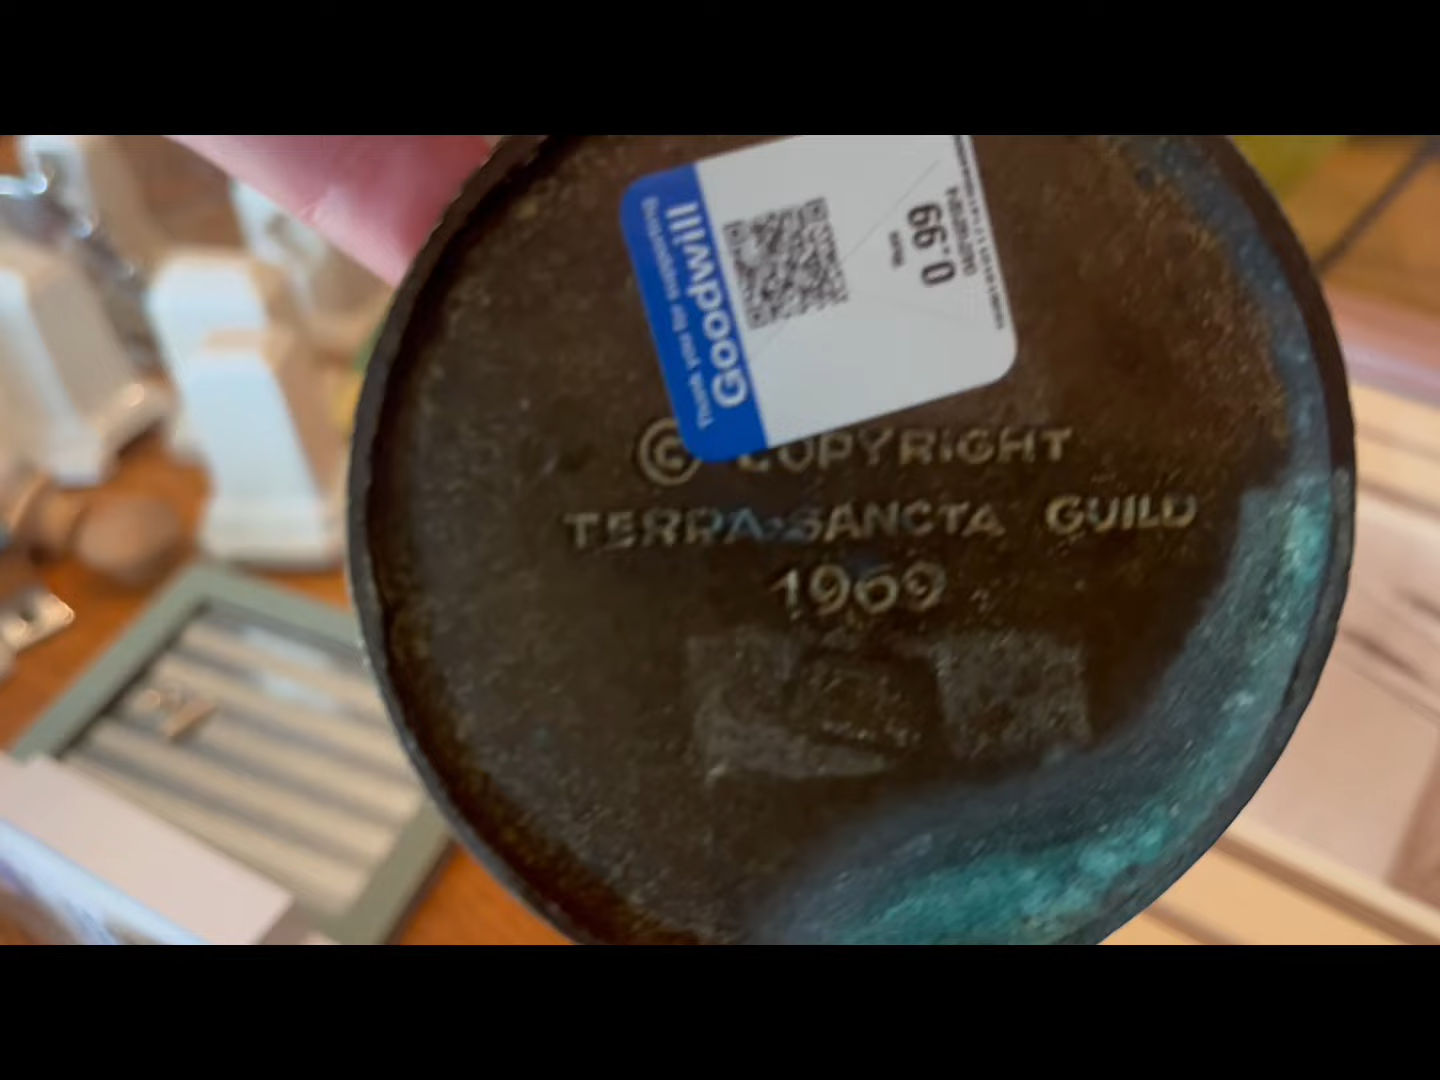 Goodwill
Thank you for supporting
0.99
© COPYRIGHT
TERRA SANCTA GUILD
1969